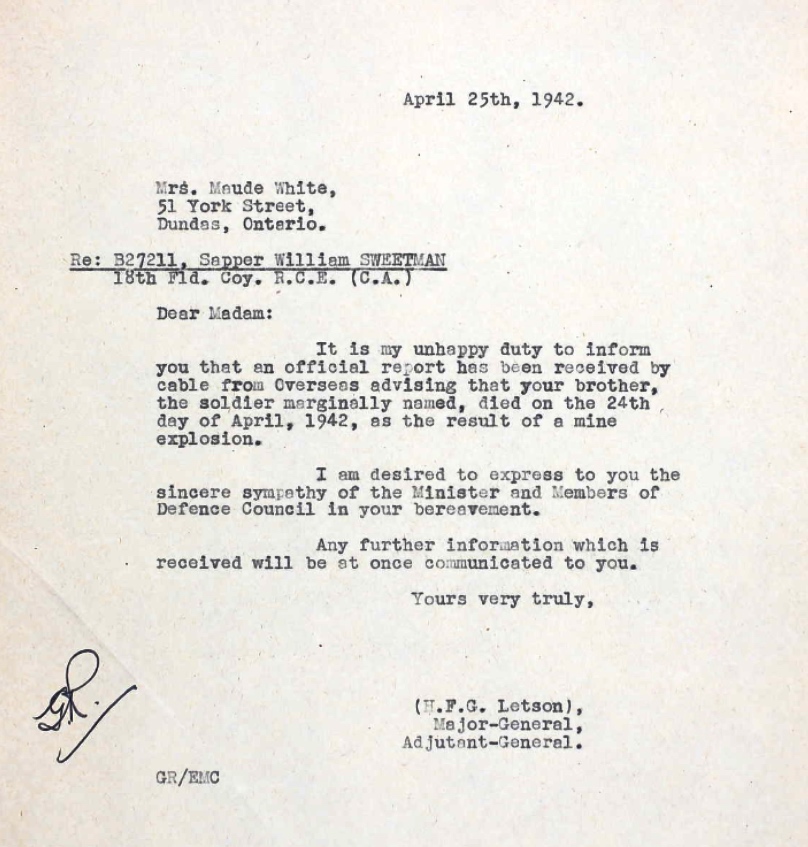 April 25th, 1942.
Mrs. Maude White,
51 York Street,
Dundas, Ontario.
Re: B27211, Sapper William SWEETMAN
18th Fld. Coy. R.C.E. (C.A.)
Dear Madam:
It is my unhappy duty to inform
you that an official report has been received by
cable from Overseas advising that your brother,
the soldier marginally named, died on the 24th
day of April, 1942, as the result of a mine
explosion.
I am desired to express to you the
sincere sympathy of the Minister and Members of
Defence Council in your bereavement.
Any further information which is
received will be at once communicated to you.
Yours very truly,
GR.
(H.F.G. Letson),
Major-General,
Adjutant-General.
GR/EMC